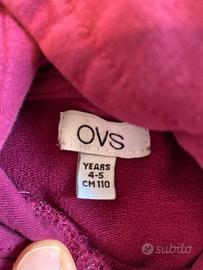 OVS
YEARS
4-5
CM 110
subito